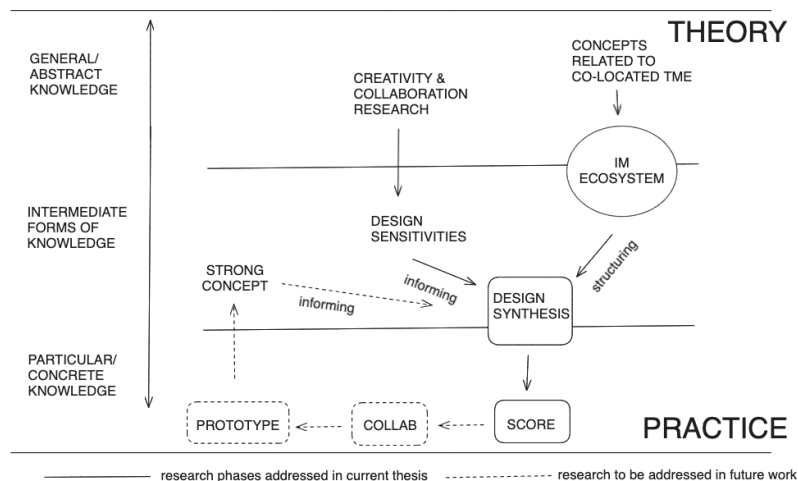 THEORY
GENERAL/
ABSTRACT
KNOWLEDGE
CONCEPTS
RELATED TO
CO-LOCATED TME
CREATIVITY &
COLLABORATION
RESEARCH
IM
ECOSYSTEM
INTERMEDIATE
FORMS OF
KNOWLEDGE
DESIGN
SENSITIVITIES
structuring
STRONG
CONCEPT
informing
informing
DESIGN
SYNTHESIS
PARTICULAR/
CONCRETE
KNOWLEDGE
PROTOTYPE
COLLAB
SCORE
PRACTICE
research phases addressed in current thesis
research to be addressed in future work